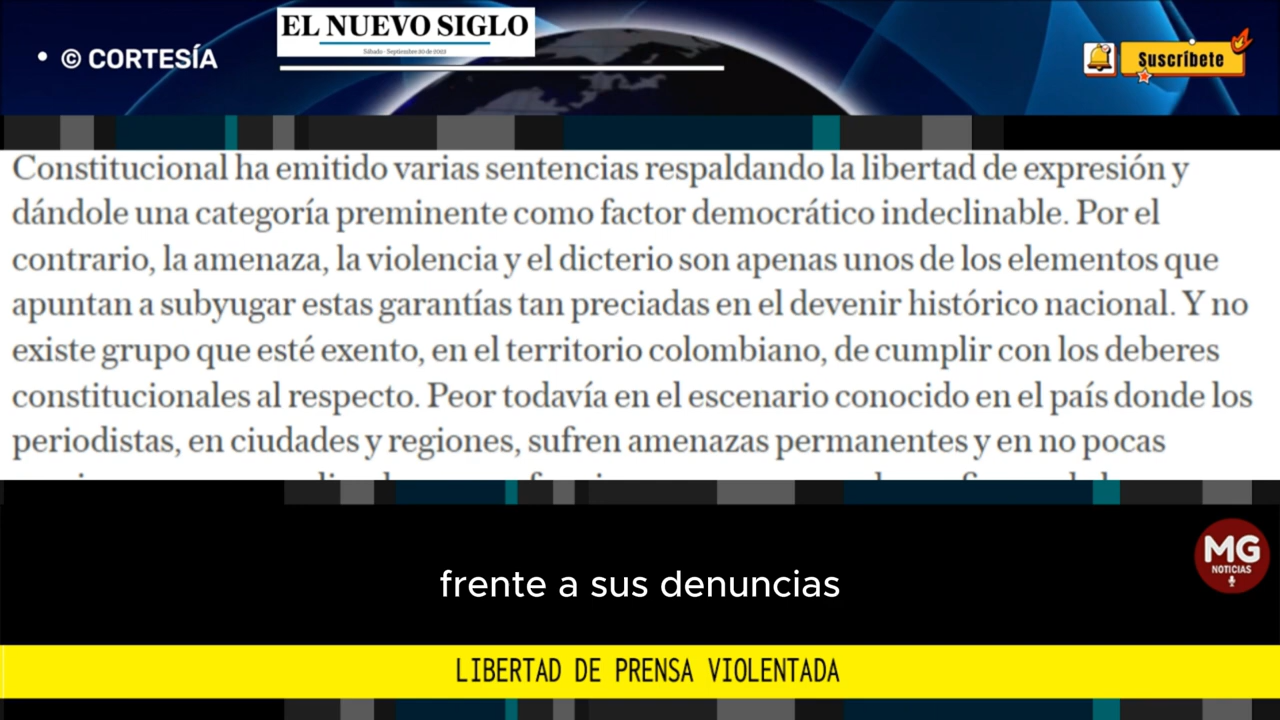 • © CORTESÍA
EL NUEVO SIGLO
Sábado - Septiembre 30 de 2023
Suscríbete
Constitucional ha emitido varias sentencias respaldando la libertad de expresión y
dándole una categoría preminente como factor democrático indeclinable. Por el
contrario, la amenaza, la violencia y el dicterio son apenas unos de los elementos que
apuntan a subyugar estas garantías tan preciadas en el devenir histórico nacional. Y no
existe grupo que esté exento, en el territorio colombiano, de cumplir con los deberes
constitucionales al respecto. Peor todavía en el escenario conocido en el país donde los
periodistas, en ciudades y regiones, sufren amenazas permanentes y en no pocas
MG
NOTICIAS
frente a sus denuncias
LIBERTAD DE PRENSA VIOLENTADA